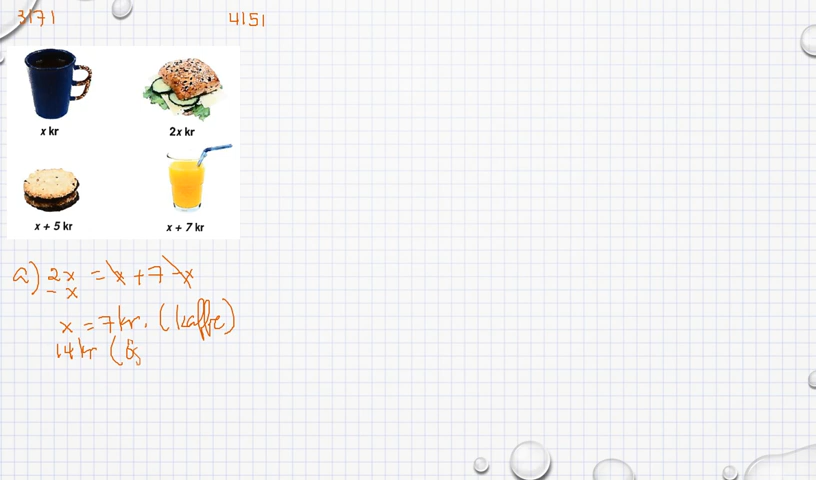 3171
4151
x kr
2x kr
x + 5 kr
x + 7 kr
a) 2x = x + 7 - x
- x
x = 7 kr. (kaffe)
14 kr (